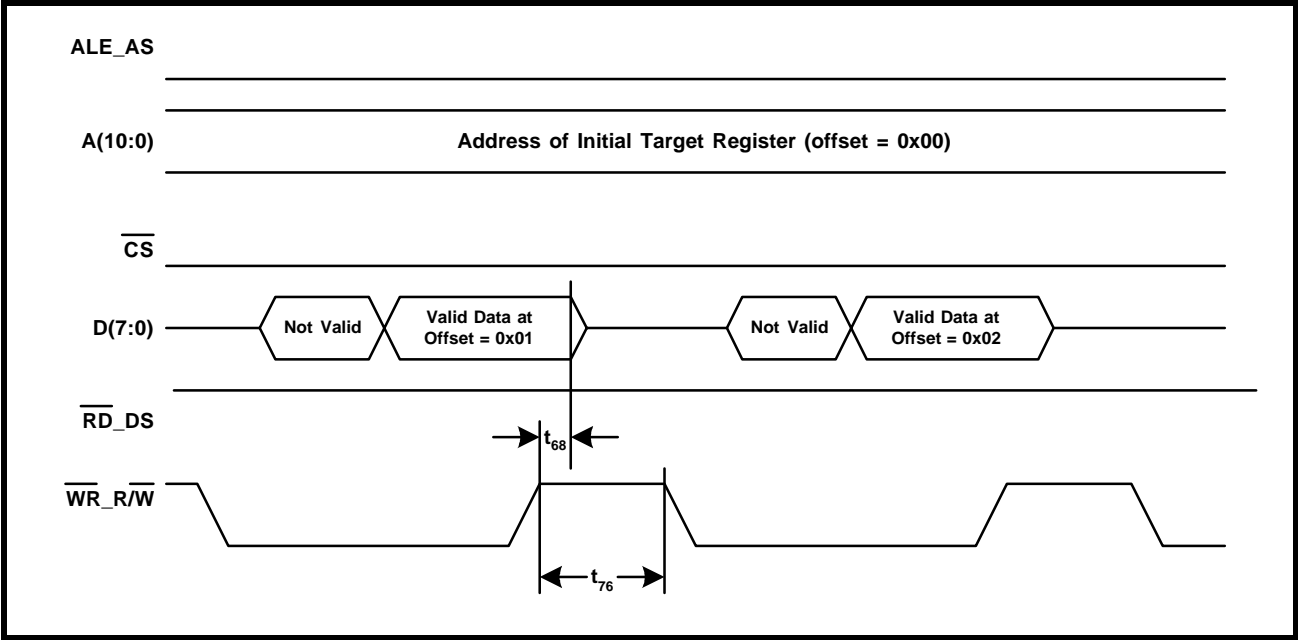 ALE_AS
A(10:0)
Address of Initial Target Register (offset = 0x00)
CS
D(7:0)
Not Valid
Valid Data at
Offset = 0x01
Not Valid
Valid Data at
Offset = 0x02
RD_DS
t68
WR_R/W
t76